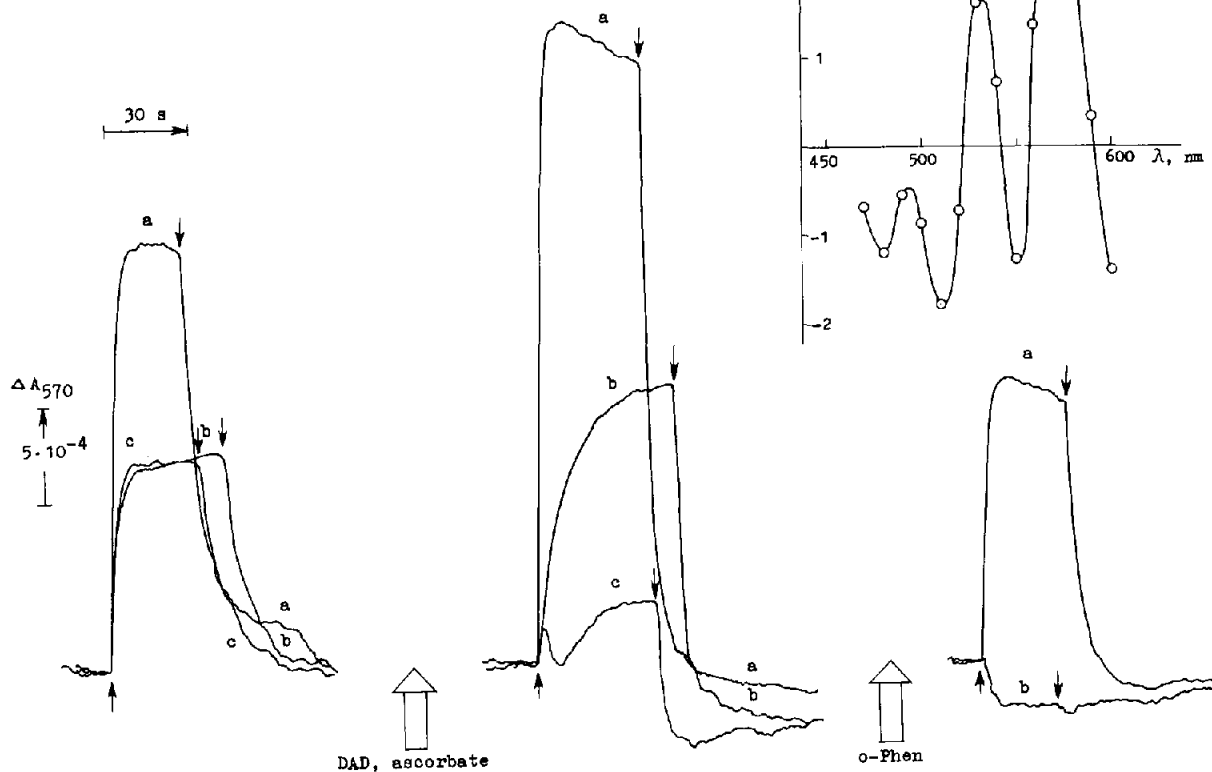 a
1
30 s
450
500
600 λ, nm
a
-1
-2
b
a
ΔA570
5·10-4
c
b
a
b
c
c
a
b
a
b
DAD, ascorbate
o-Phen